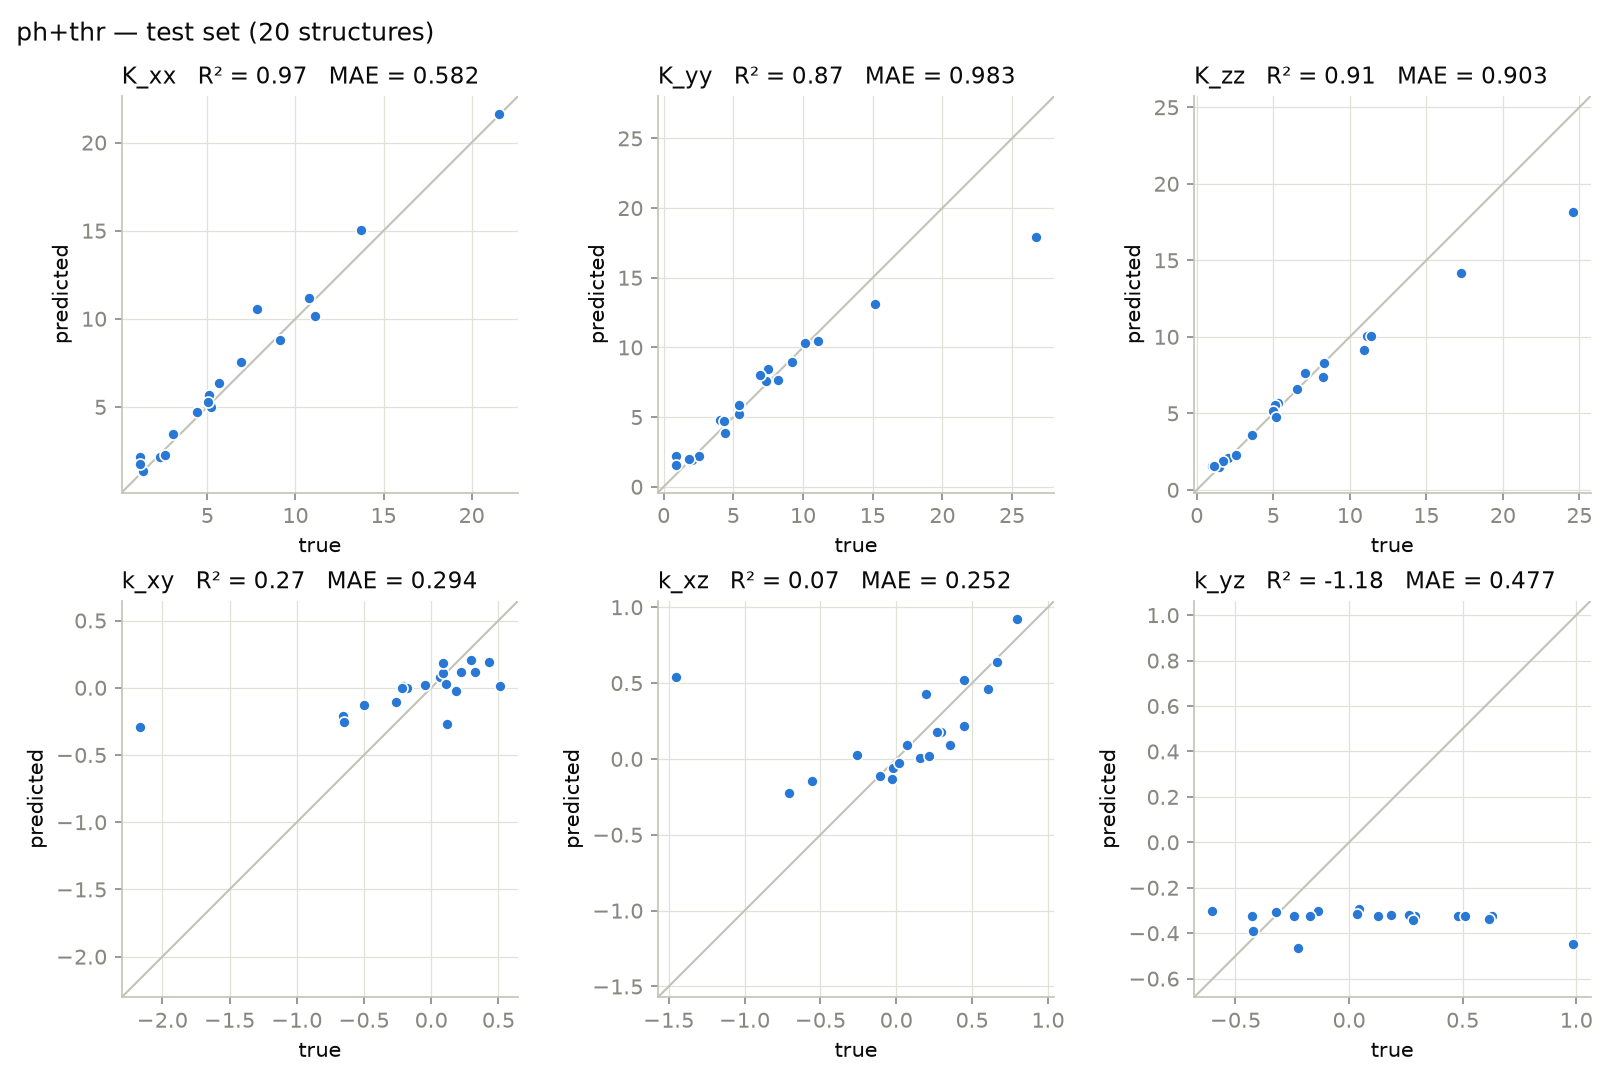 ph+thr — test set (20 structures)
K_xx R² = 0.97 MAE = 0.582
K_yy R² = 0.87 MAE = 0.983
K_zz R² = 0.91 MAE = 0.903
predicted
20
15
10
5
5 10 15 20
true
predicted
25
20
15
10
5
0
0 5 10 15 20 25
true
predicted
25
20
15
10
5
0
0 5 10 15 20 25
true
k_xy R² = 0.27 MAE = 0.294
k_xz R² = 0.07 MAE = 0.252
k_yz R² = -1.18 MAE = 0.477
predicted
0.5
0.0
−0.5
−1.0
−1.5
−2.0
−2.0 −1.5 −1.0 −0.5 0.0 0.5
true
predicted
1.0
0.5
0.0
−0.5
−1.0
−1.5
−1.5 −1.0 −0.5 0.0 0.5 1.0
true
predicted
1.0
0.8
0.6
0.4
0.2
0.0
−0.2
−0.4
−0.6
−0.5 0.0 0.5 1.0
true